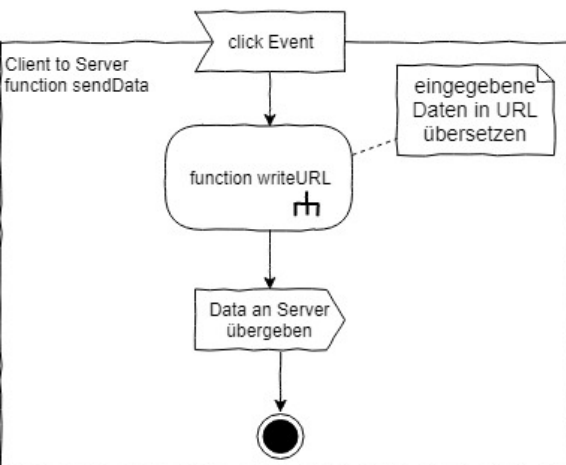 click Event
Client to Server
function sendData
eingegebene
Daten in URL
übersetzen
function writeURL
Data an Server
übergeben